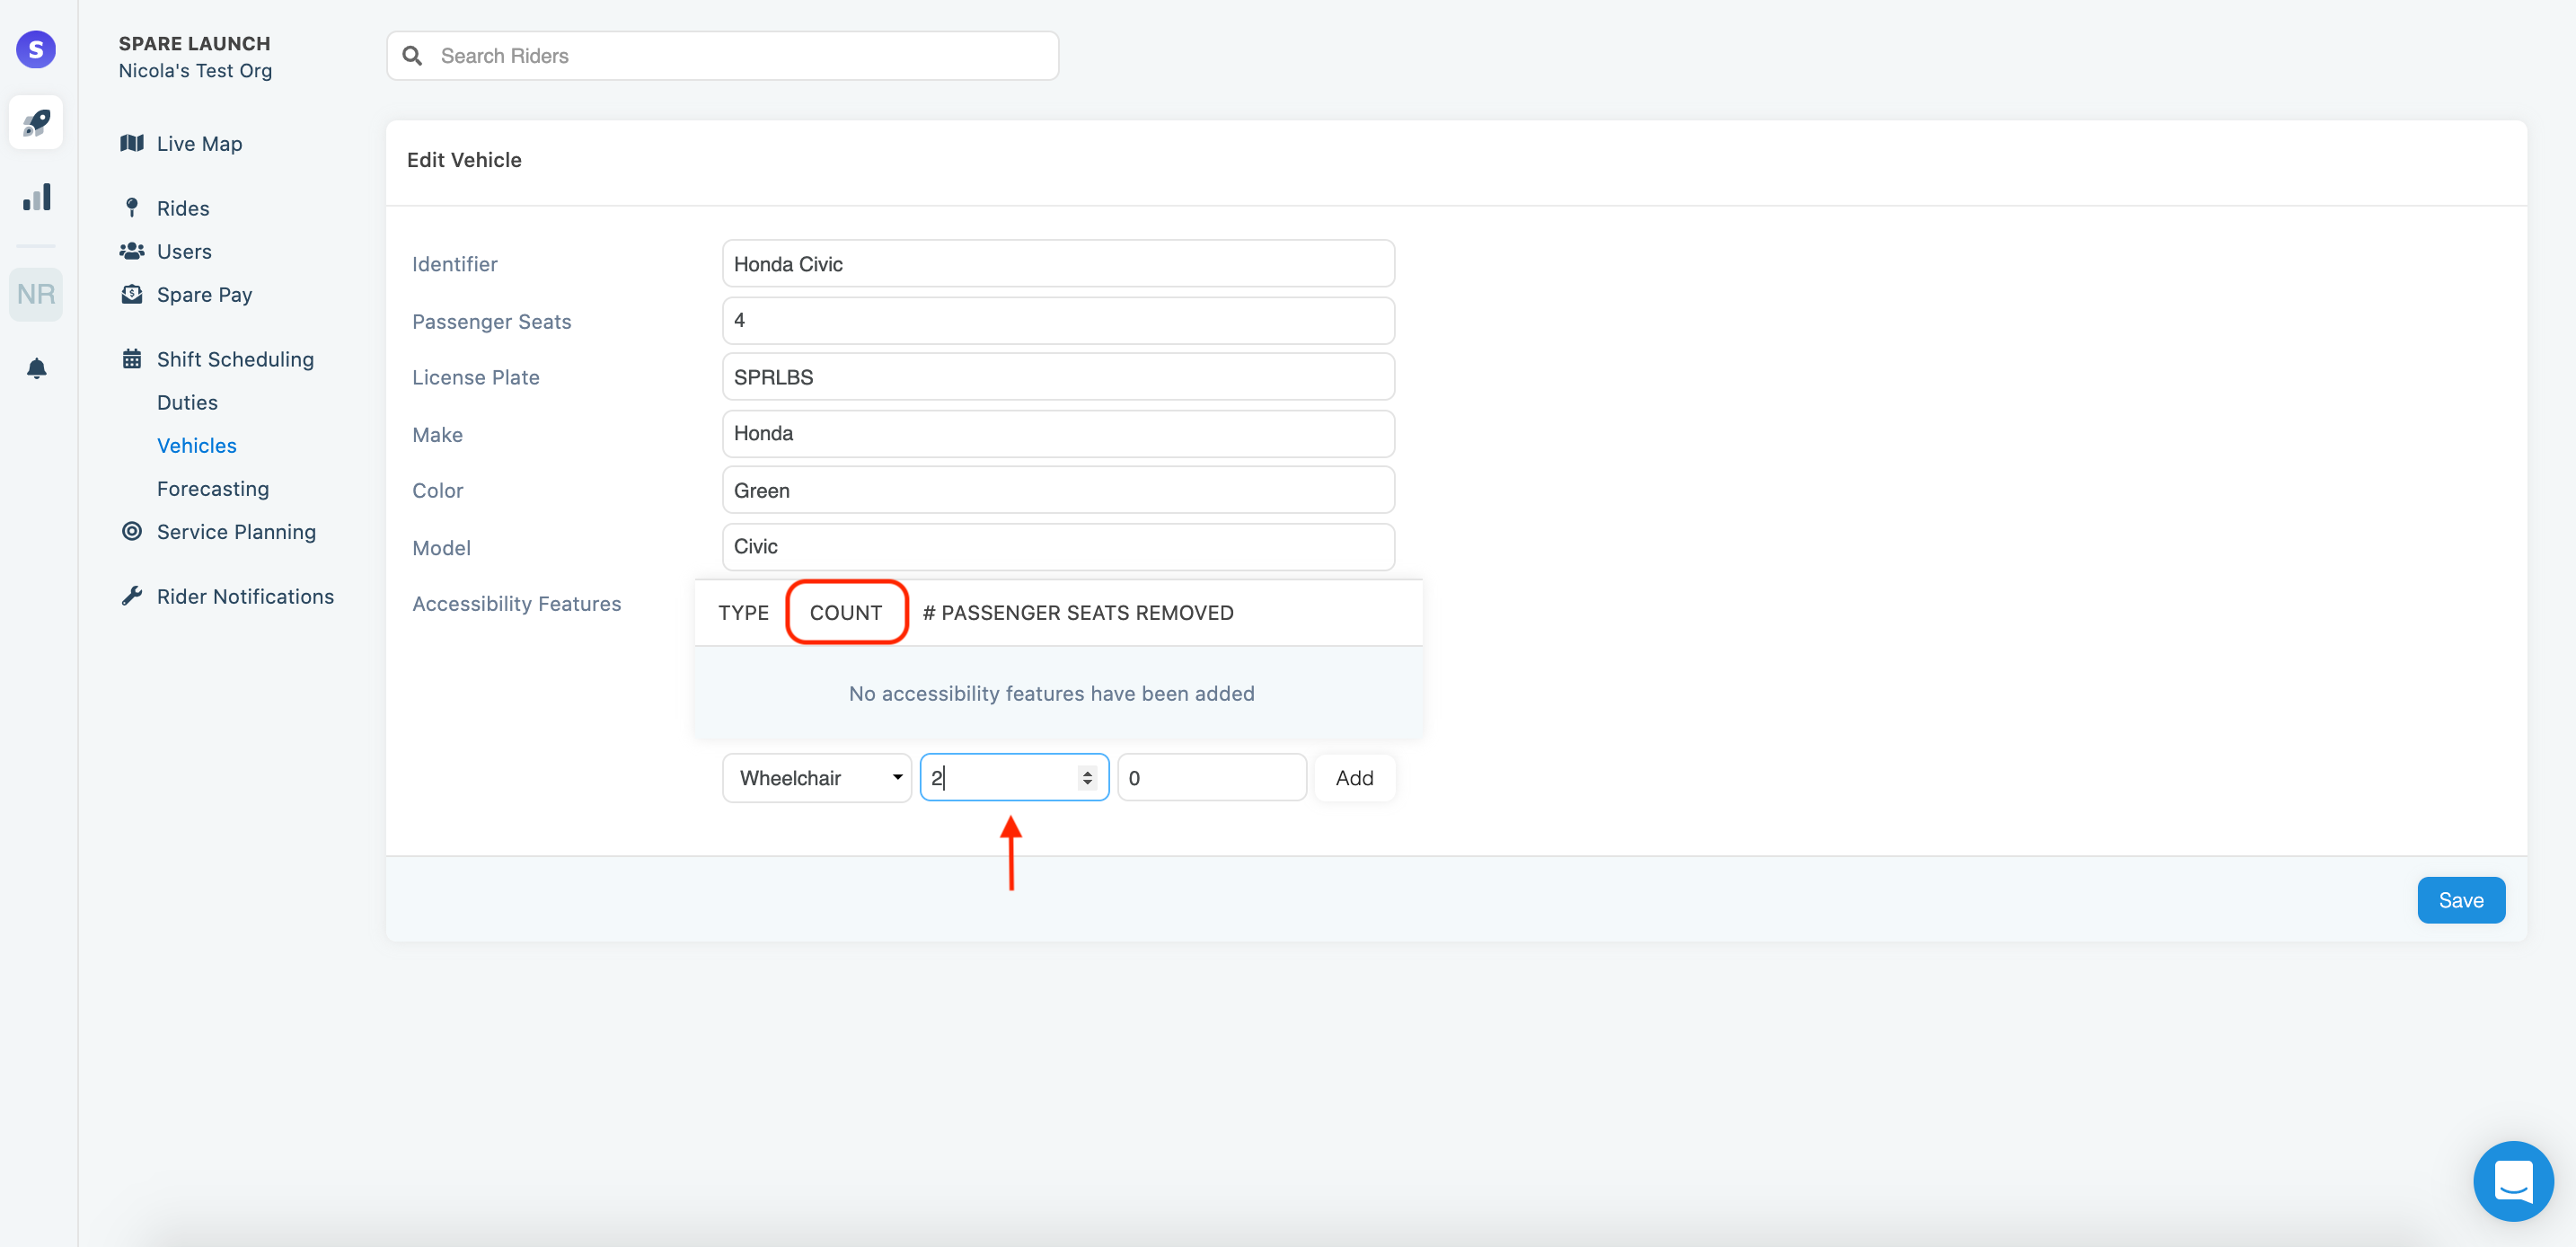 S
SPARE LAUNCH
Nicola's Test Org
Search Riders
NR
Live Map
Rides
Users
Spare Pay
Shift Scheduling
Duties
Vehicles
Forecasting
Service Planning
Rider Notifications
Edit Vehicle
Identifier Honda Civic
Passenger Seats 4
License Plate SPRLBS
Make Honda
Color Green
Model Civic
Accessibility Features TYPE COUNT # PASSENGER SEATS REMOVED
No accessibility features have been added
Wheelchair 2 0 Add
Save